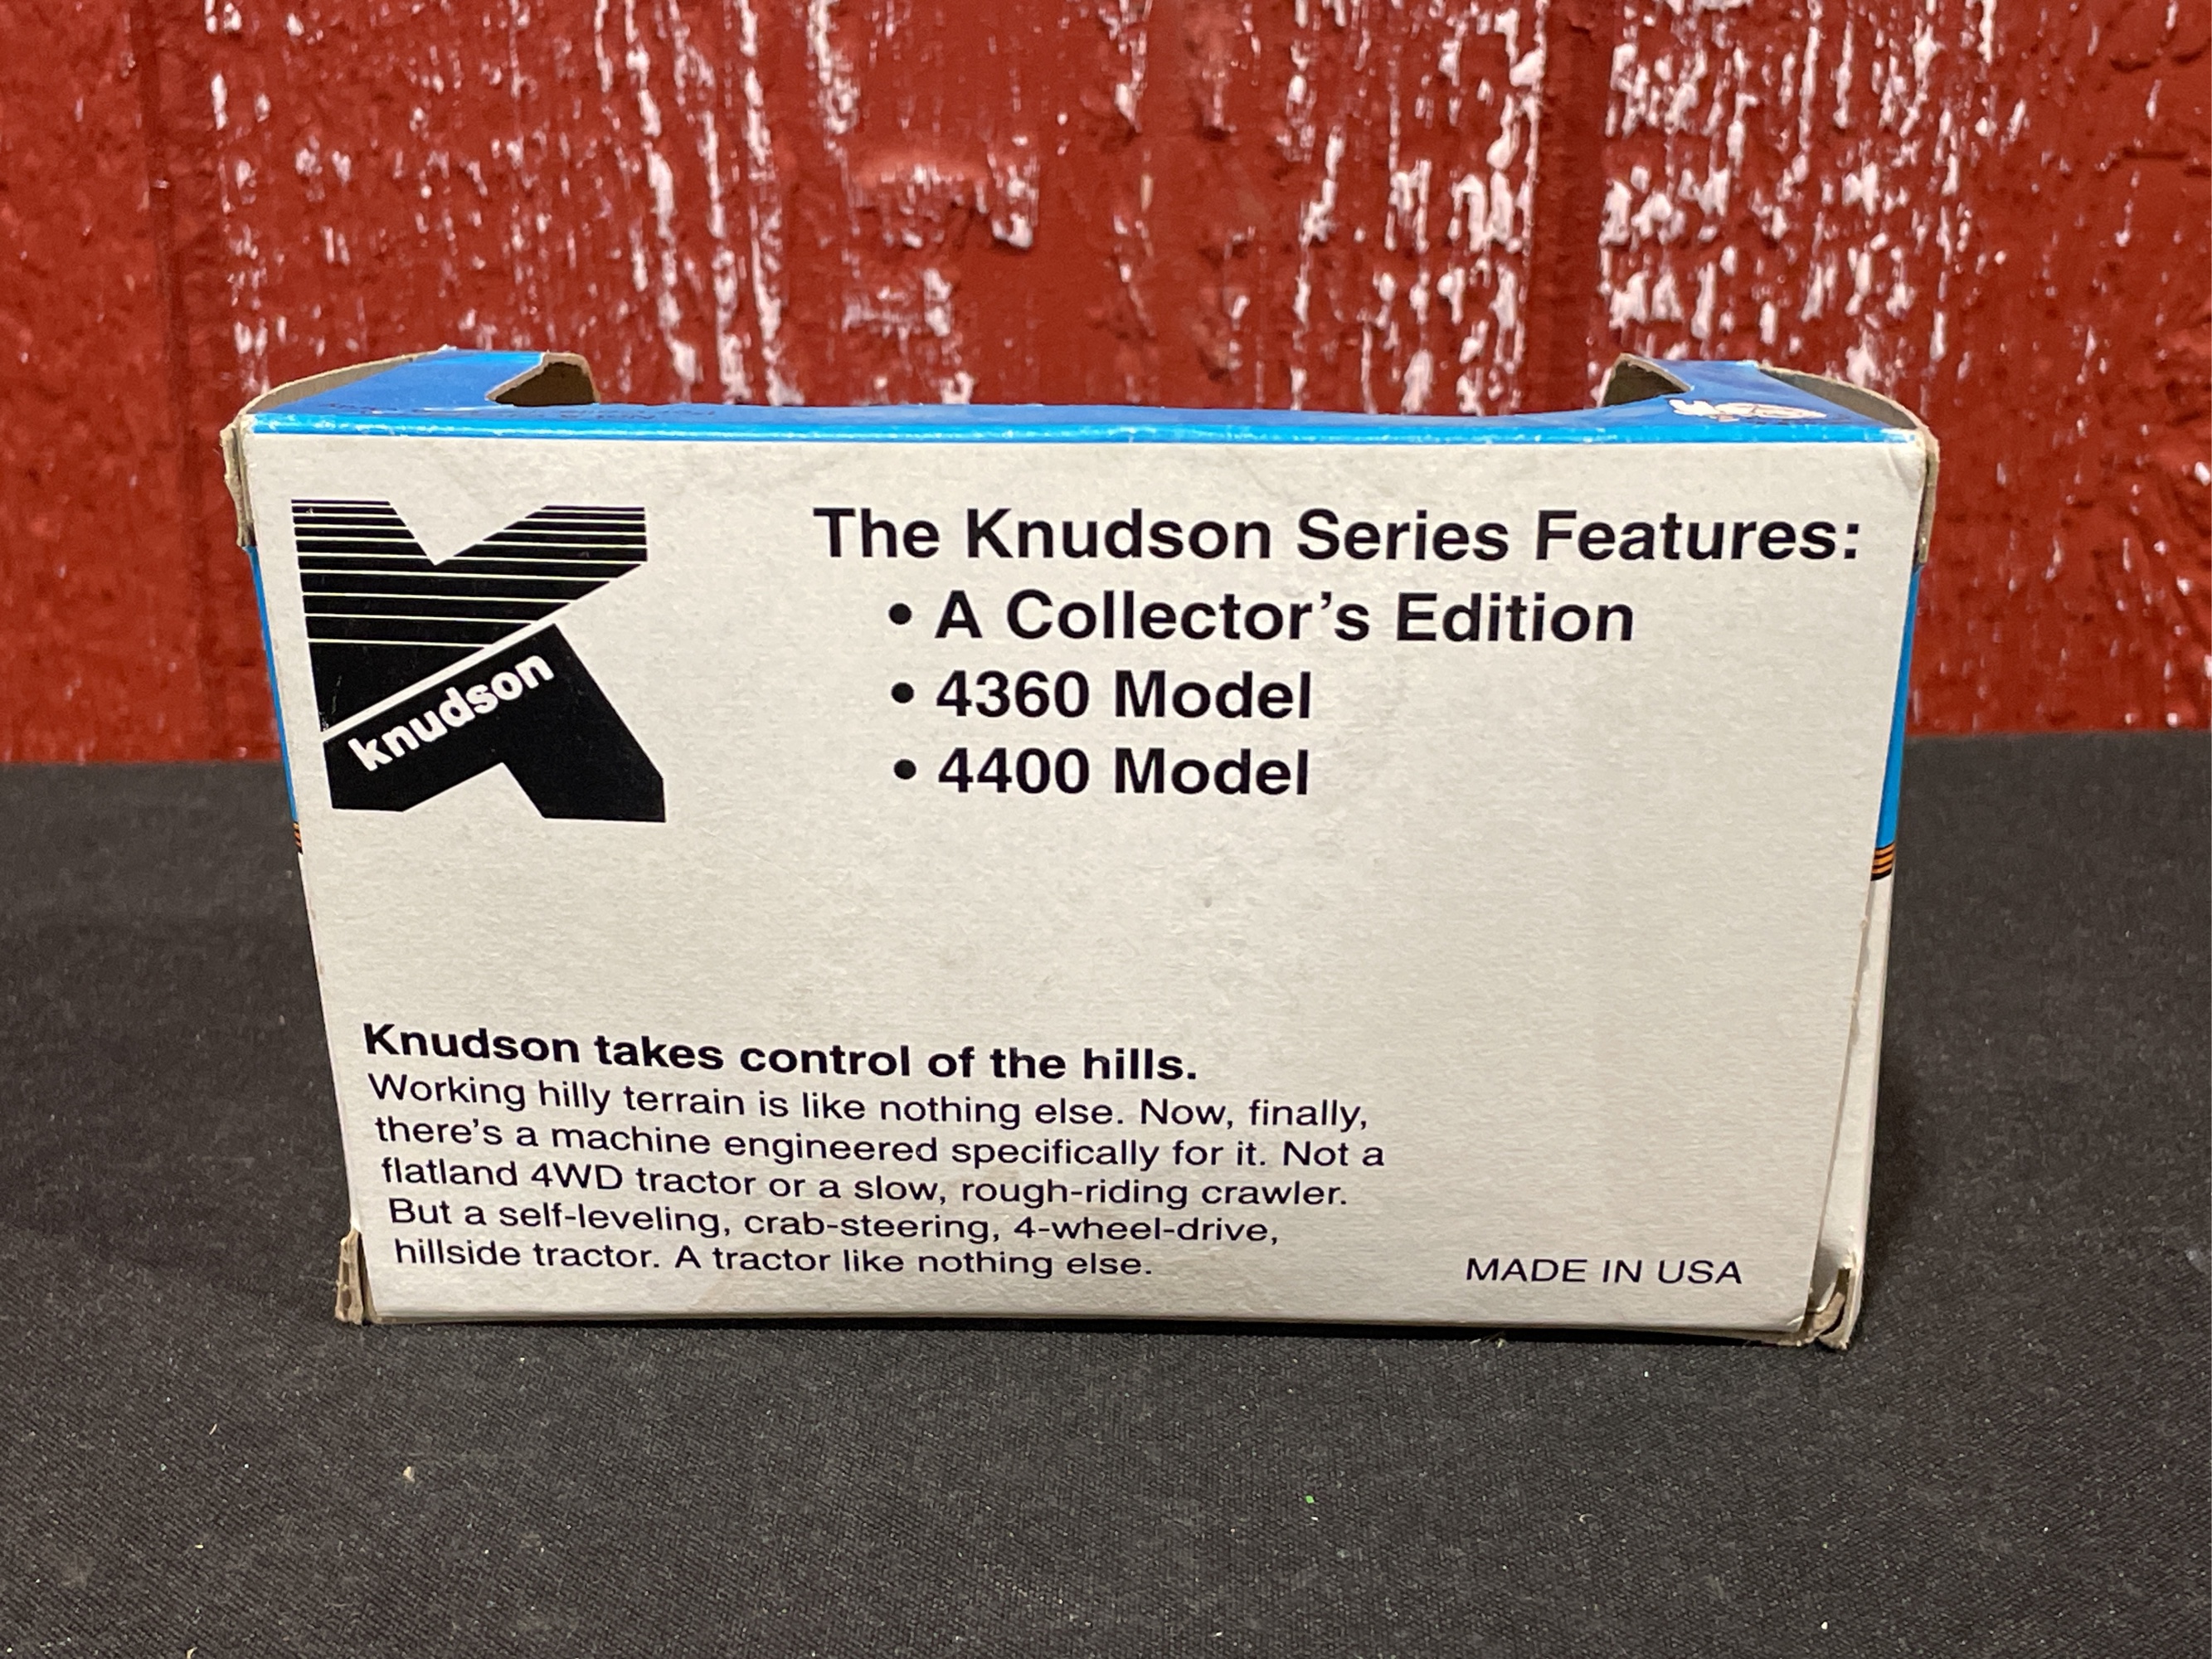 knudson
The Knudson Series Features:
• A Collector's Edition
• 4360 Model
• 4400 Model
Knudson takes control of the hills.
Working hilly terrain is like nothing else. Now, finally,
there's a machine engineered specifically for it. Not a
flatland 4WD tractor or a slow, rough-riding crawler.
But a self-leveling, crab-steering, 4-wheel-drive,
hillside tractor. A tractor like nothing else.
MADE IN USA